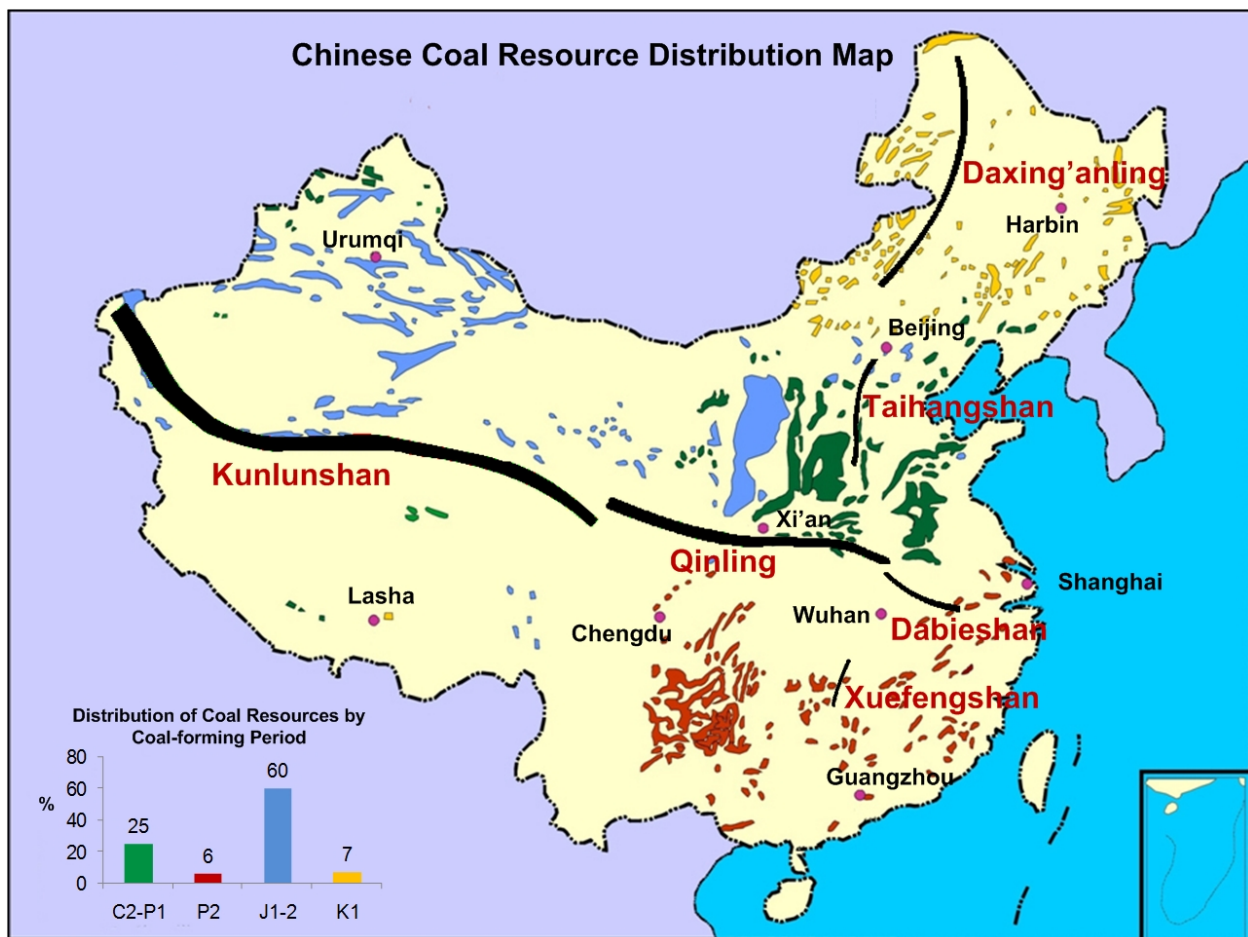 Chinese Coal Resource Distribution Map
Daxing'anling
Harbin
Urumqi
Beijing
Taihangshan
Kunlunshan
Xi'an
Qinling
Shanghai
Lasha
Wuhan
Chengdu
Dabieshan
Xuefengshan
Guangzhou
Distribution of Coal Resources by
Coal-forming Period
80
60
%
40
20
0
25
6
60
7
C2-P1
P2
J1-2
K1